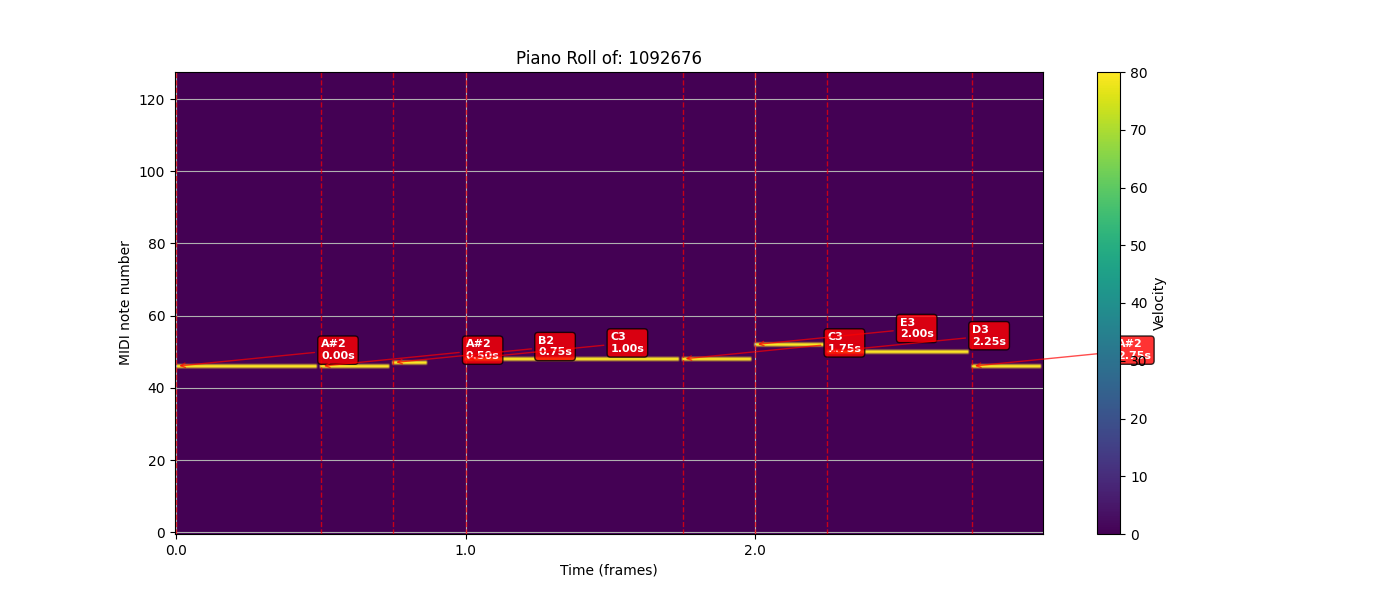 Piano Roll of: 1092676
MIDI note number
120
100
80
60
40
20
0
A#2
0.00s
A#2
0.50s
B2
0.75s
C3
1.00s
C3
1.75s
E3
2.00s
D3
2.25s
A#2
2.75s
0.0
1.0
2.0
Time (frames)
80
70
60
50
40
30
20
10
0
Velocity